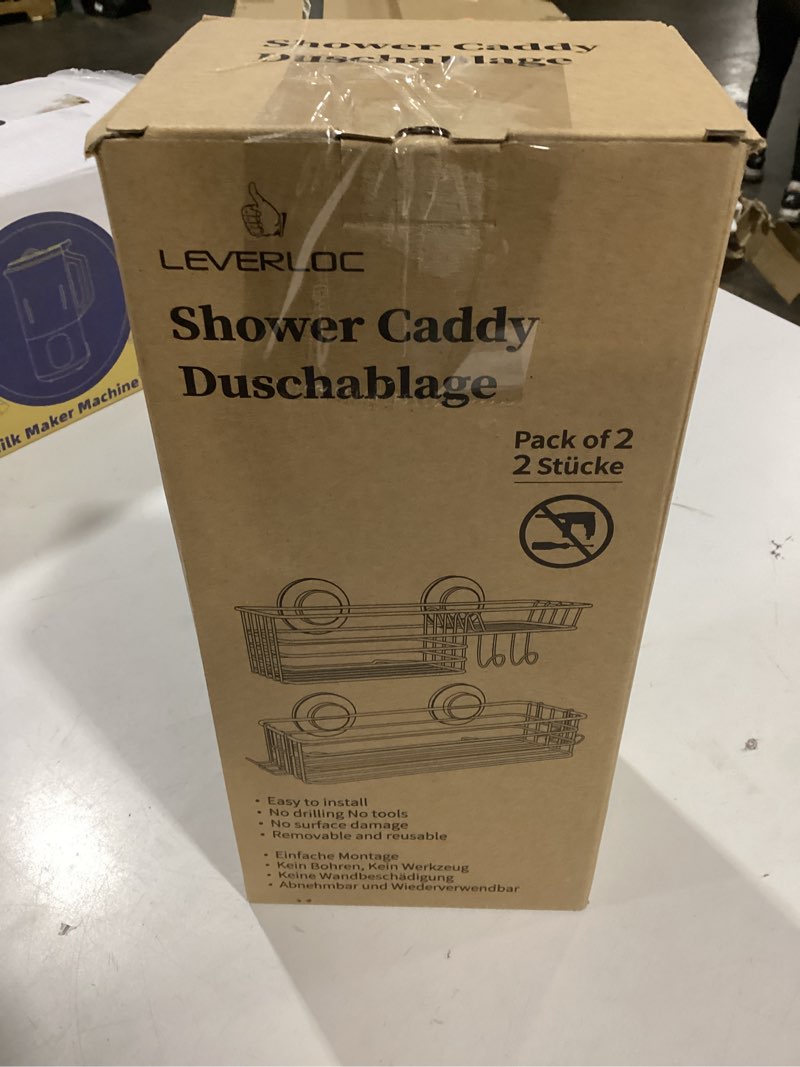 Shower Caddy
Duschablage
LEVERLOC
Shower Caddy
Duschablage
Pack of 2
2 Stücke
• Easy to install
• No drilling No tools
• No surface damage
• Removable and reusable
• Einfache Montage
• Kein Bohren, Kein Werkzeug
• Keine Wandbeschädigung
• Abnehmbar und Wiederverwendbar
ilk Maker Machine